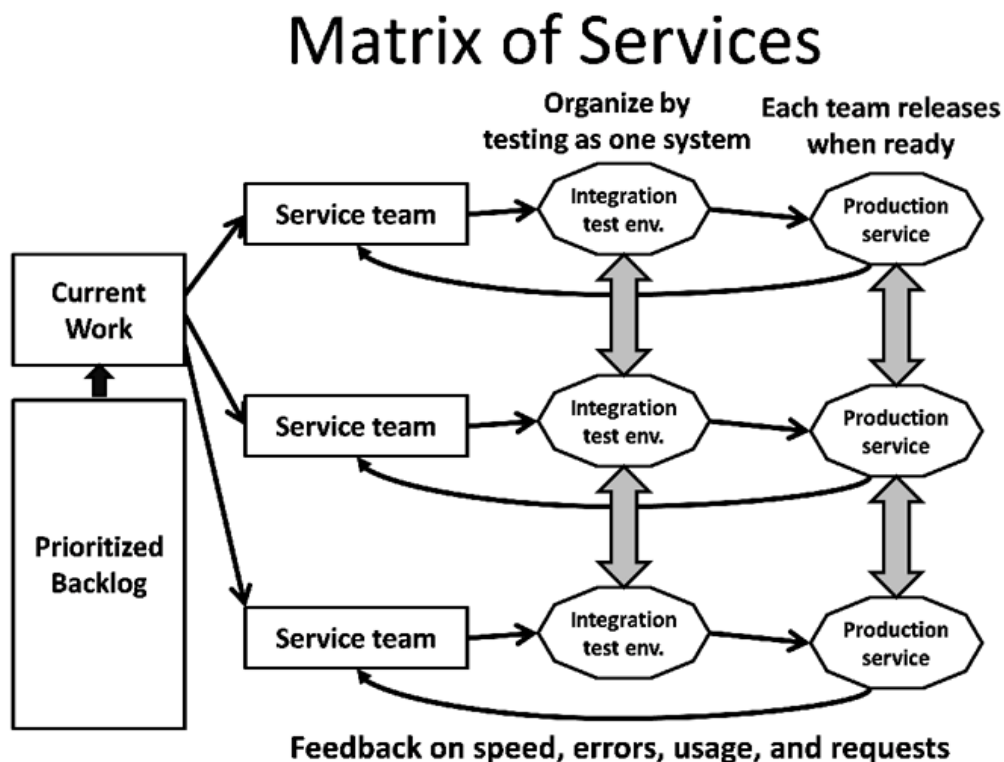 Matrix of Services
Organize by
testing as one system
Each team releases
when ready
Service team
Integration
test env.
Production
service
Current
Work
Service team
Integration
test env.
Production
service
Prioritized
Backlog
Service team
Integration
test env.
Production
service
Feedback on speed, errors, usage, and requests